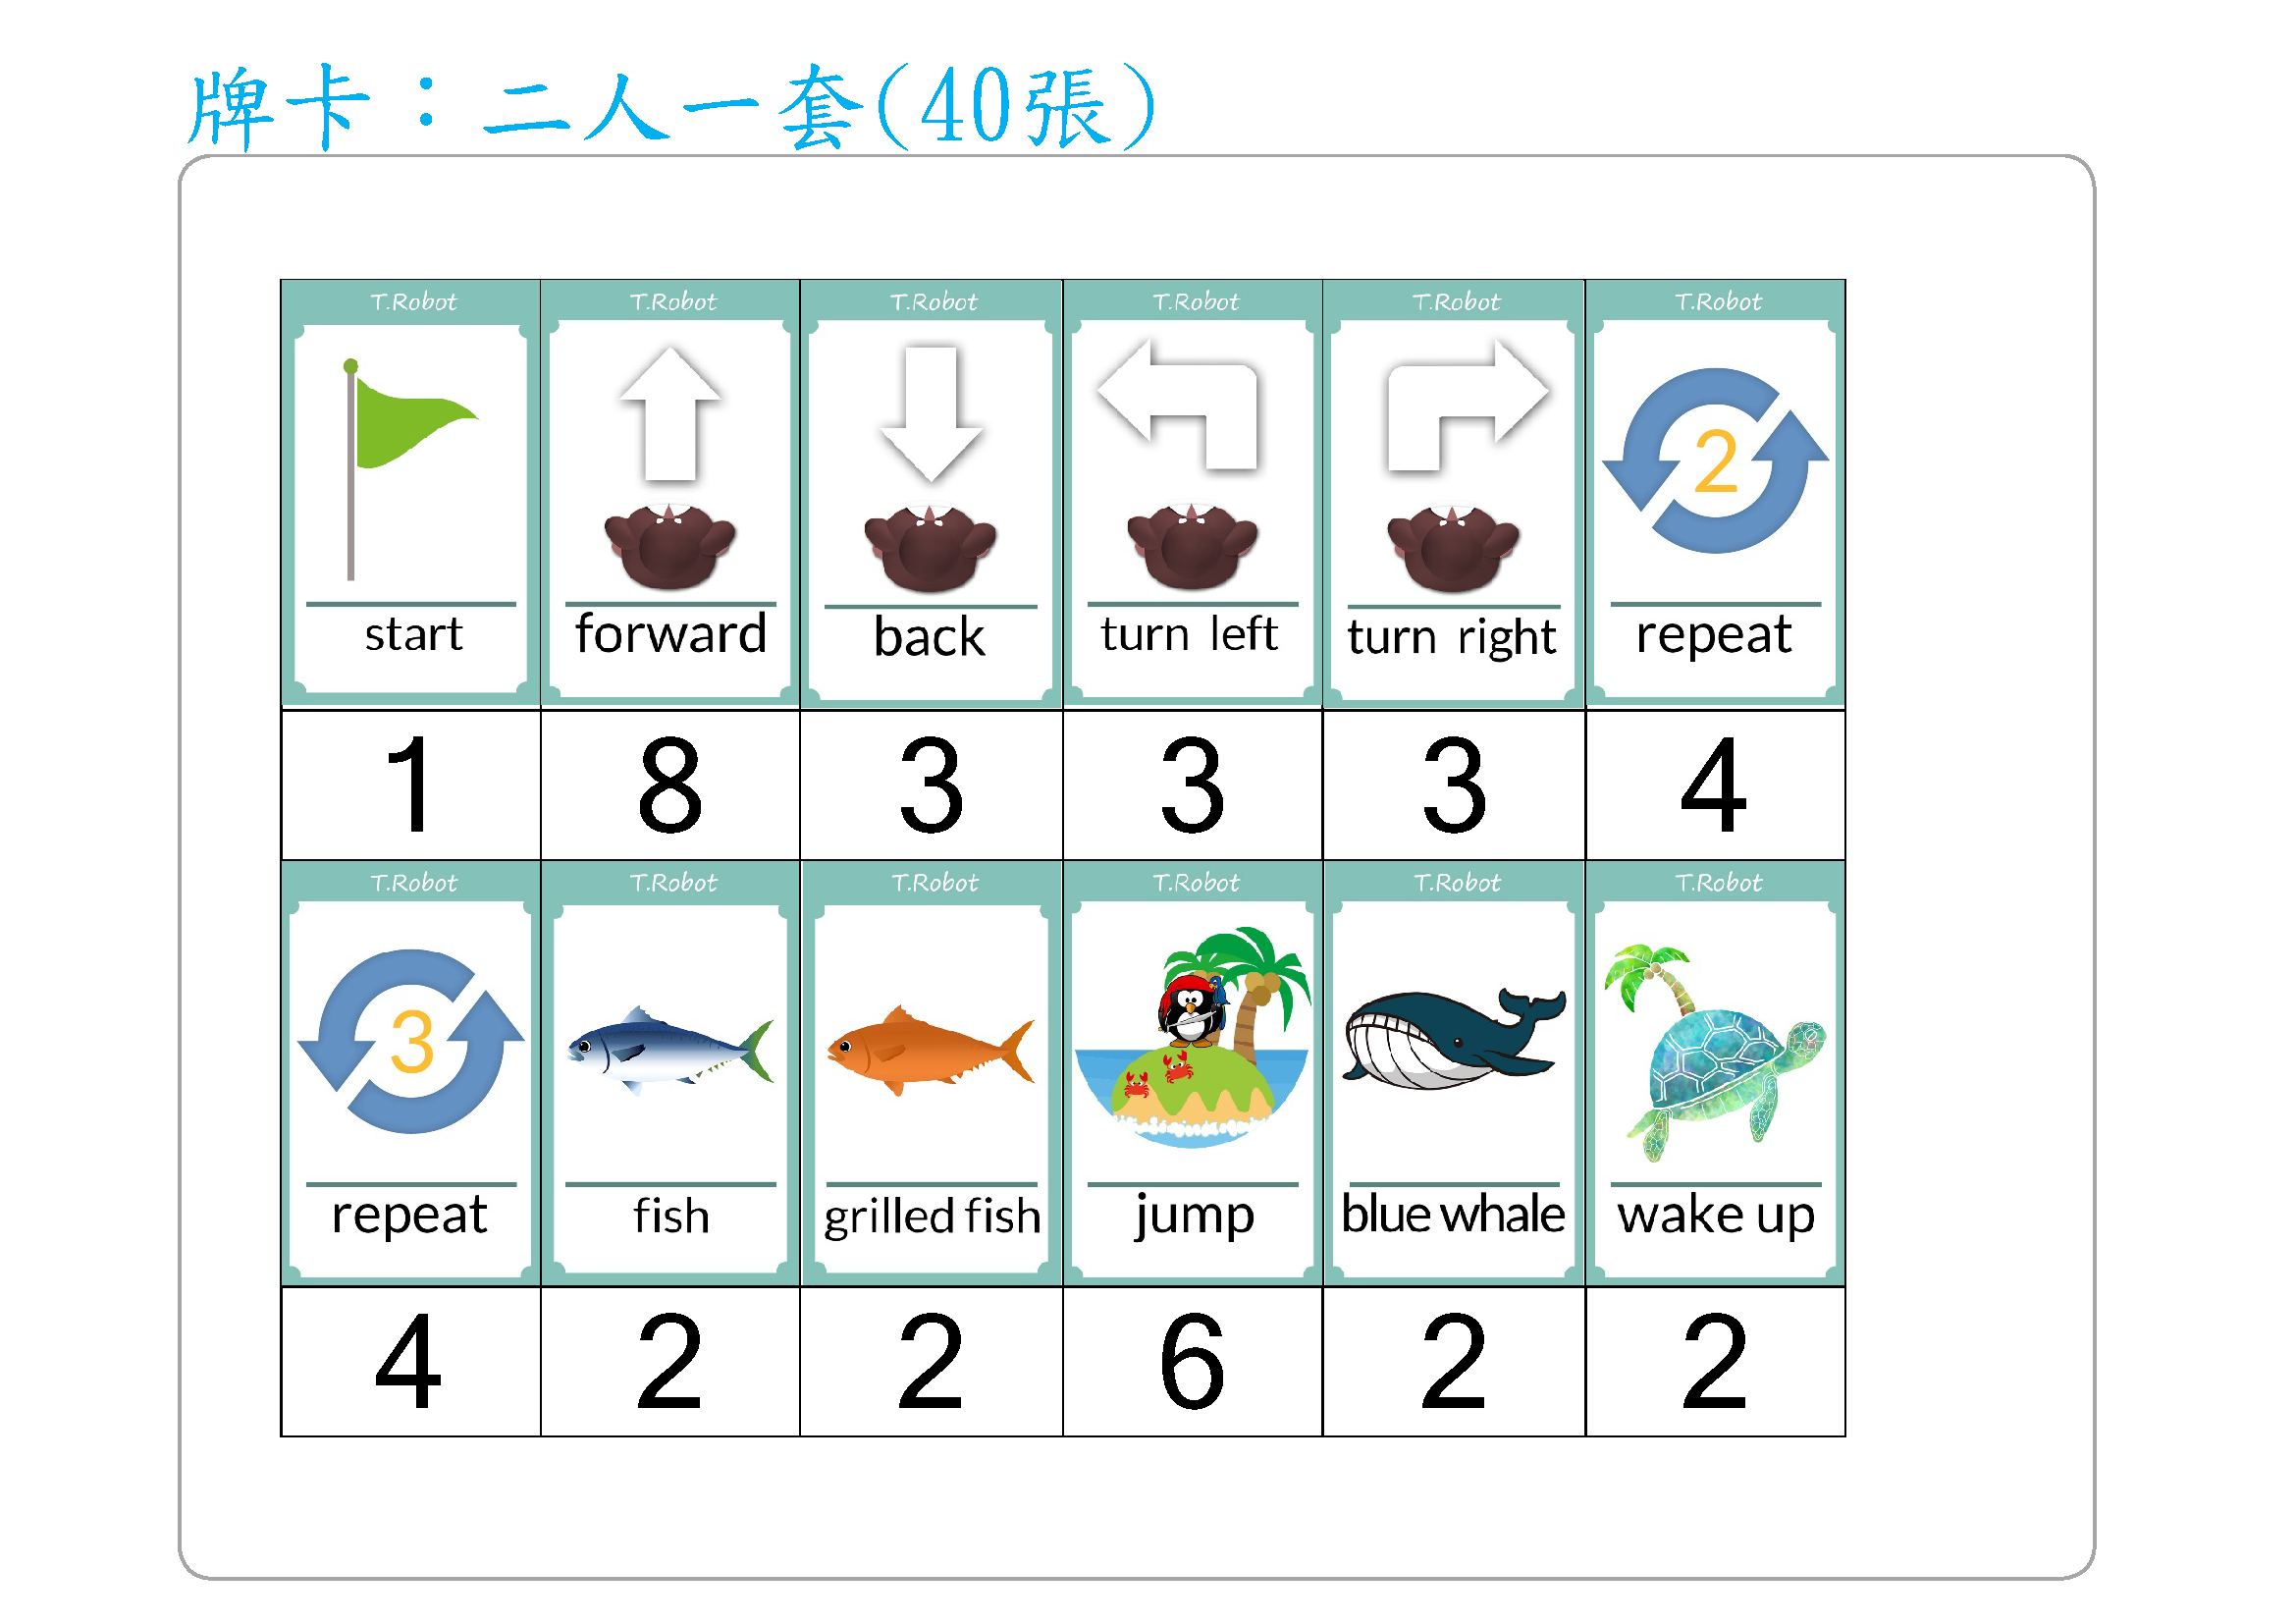 牌卡：二人一套(40張)
T.Robot T.Robot T.Robot T.Robot T.Robot T.Robot
2
start forward back turn left turn right repeat
1 8 3 3 3 4
T.Robot T.Robot T.Robot T.Robot T.Robot T.Robot
3
repeat fish grilled fish jump blue whale wake up
4 2 2 6 2 2